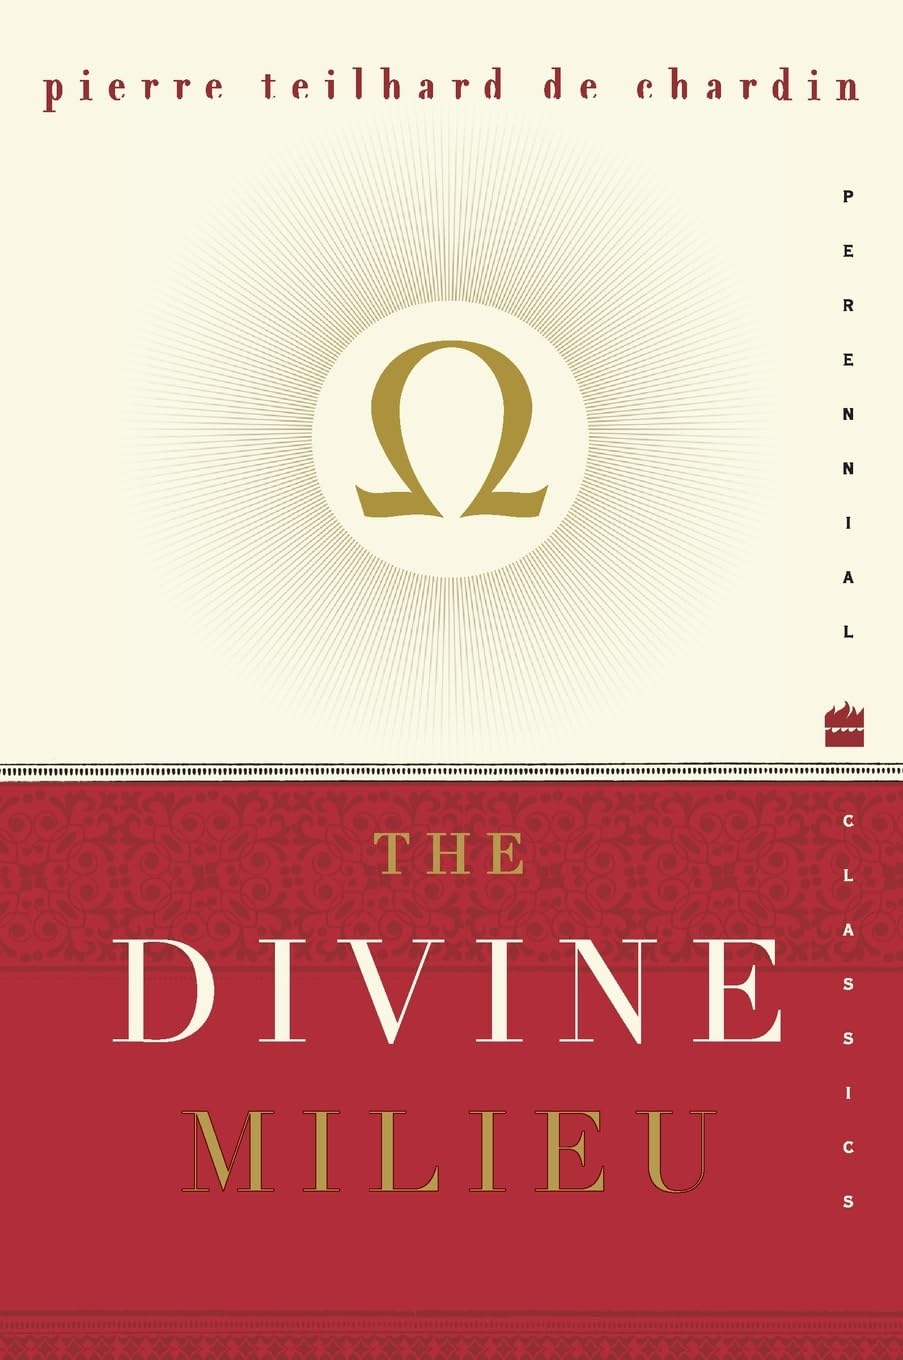 pierre teilhard de chardin
Ω
PERENNIAL
CLASSICS
THE
DIVINE
MILIEU